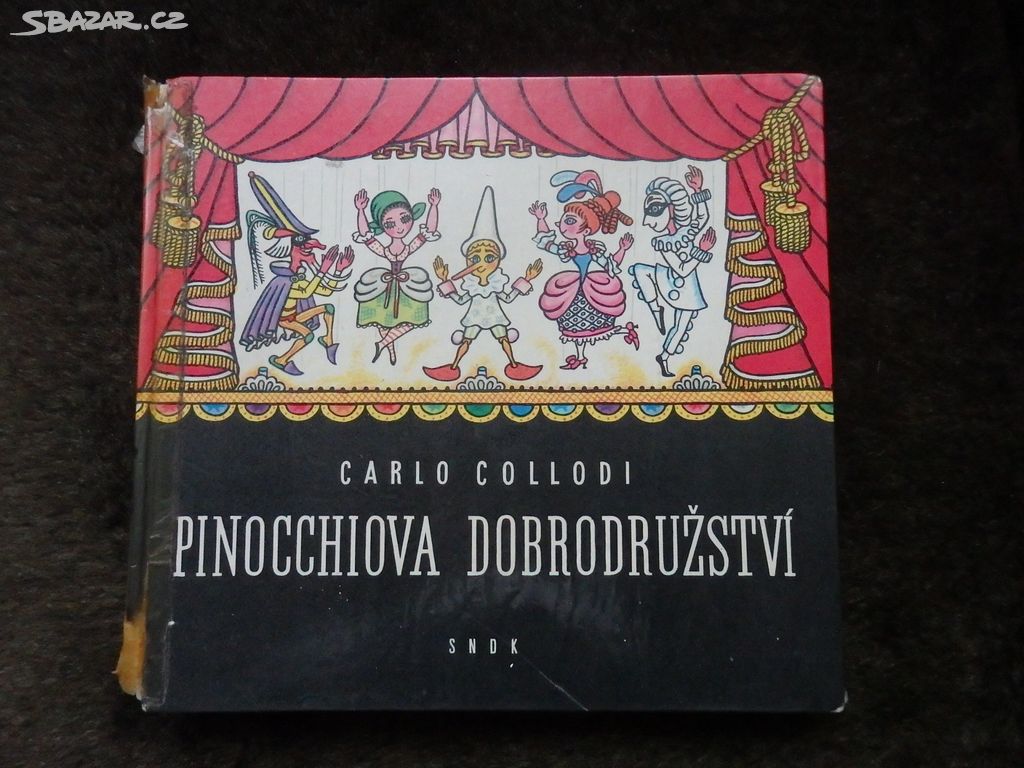 SBAZAR.CZ
CARLO COLLODI
PINOCCHIOVA DOBRODRUŽSTVÍ
SNDK